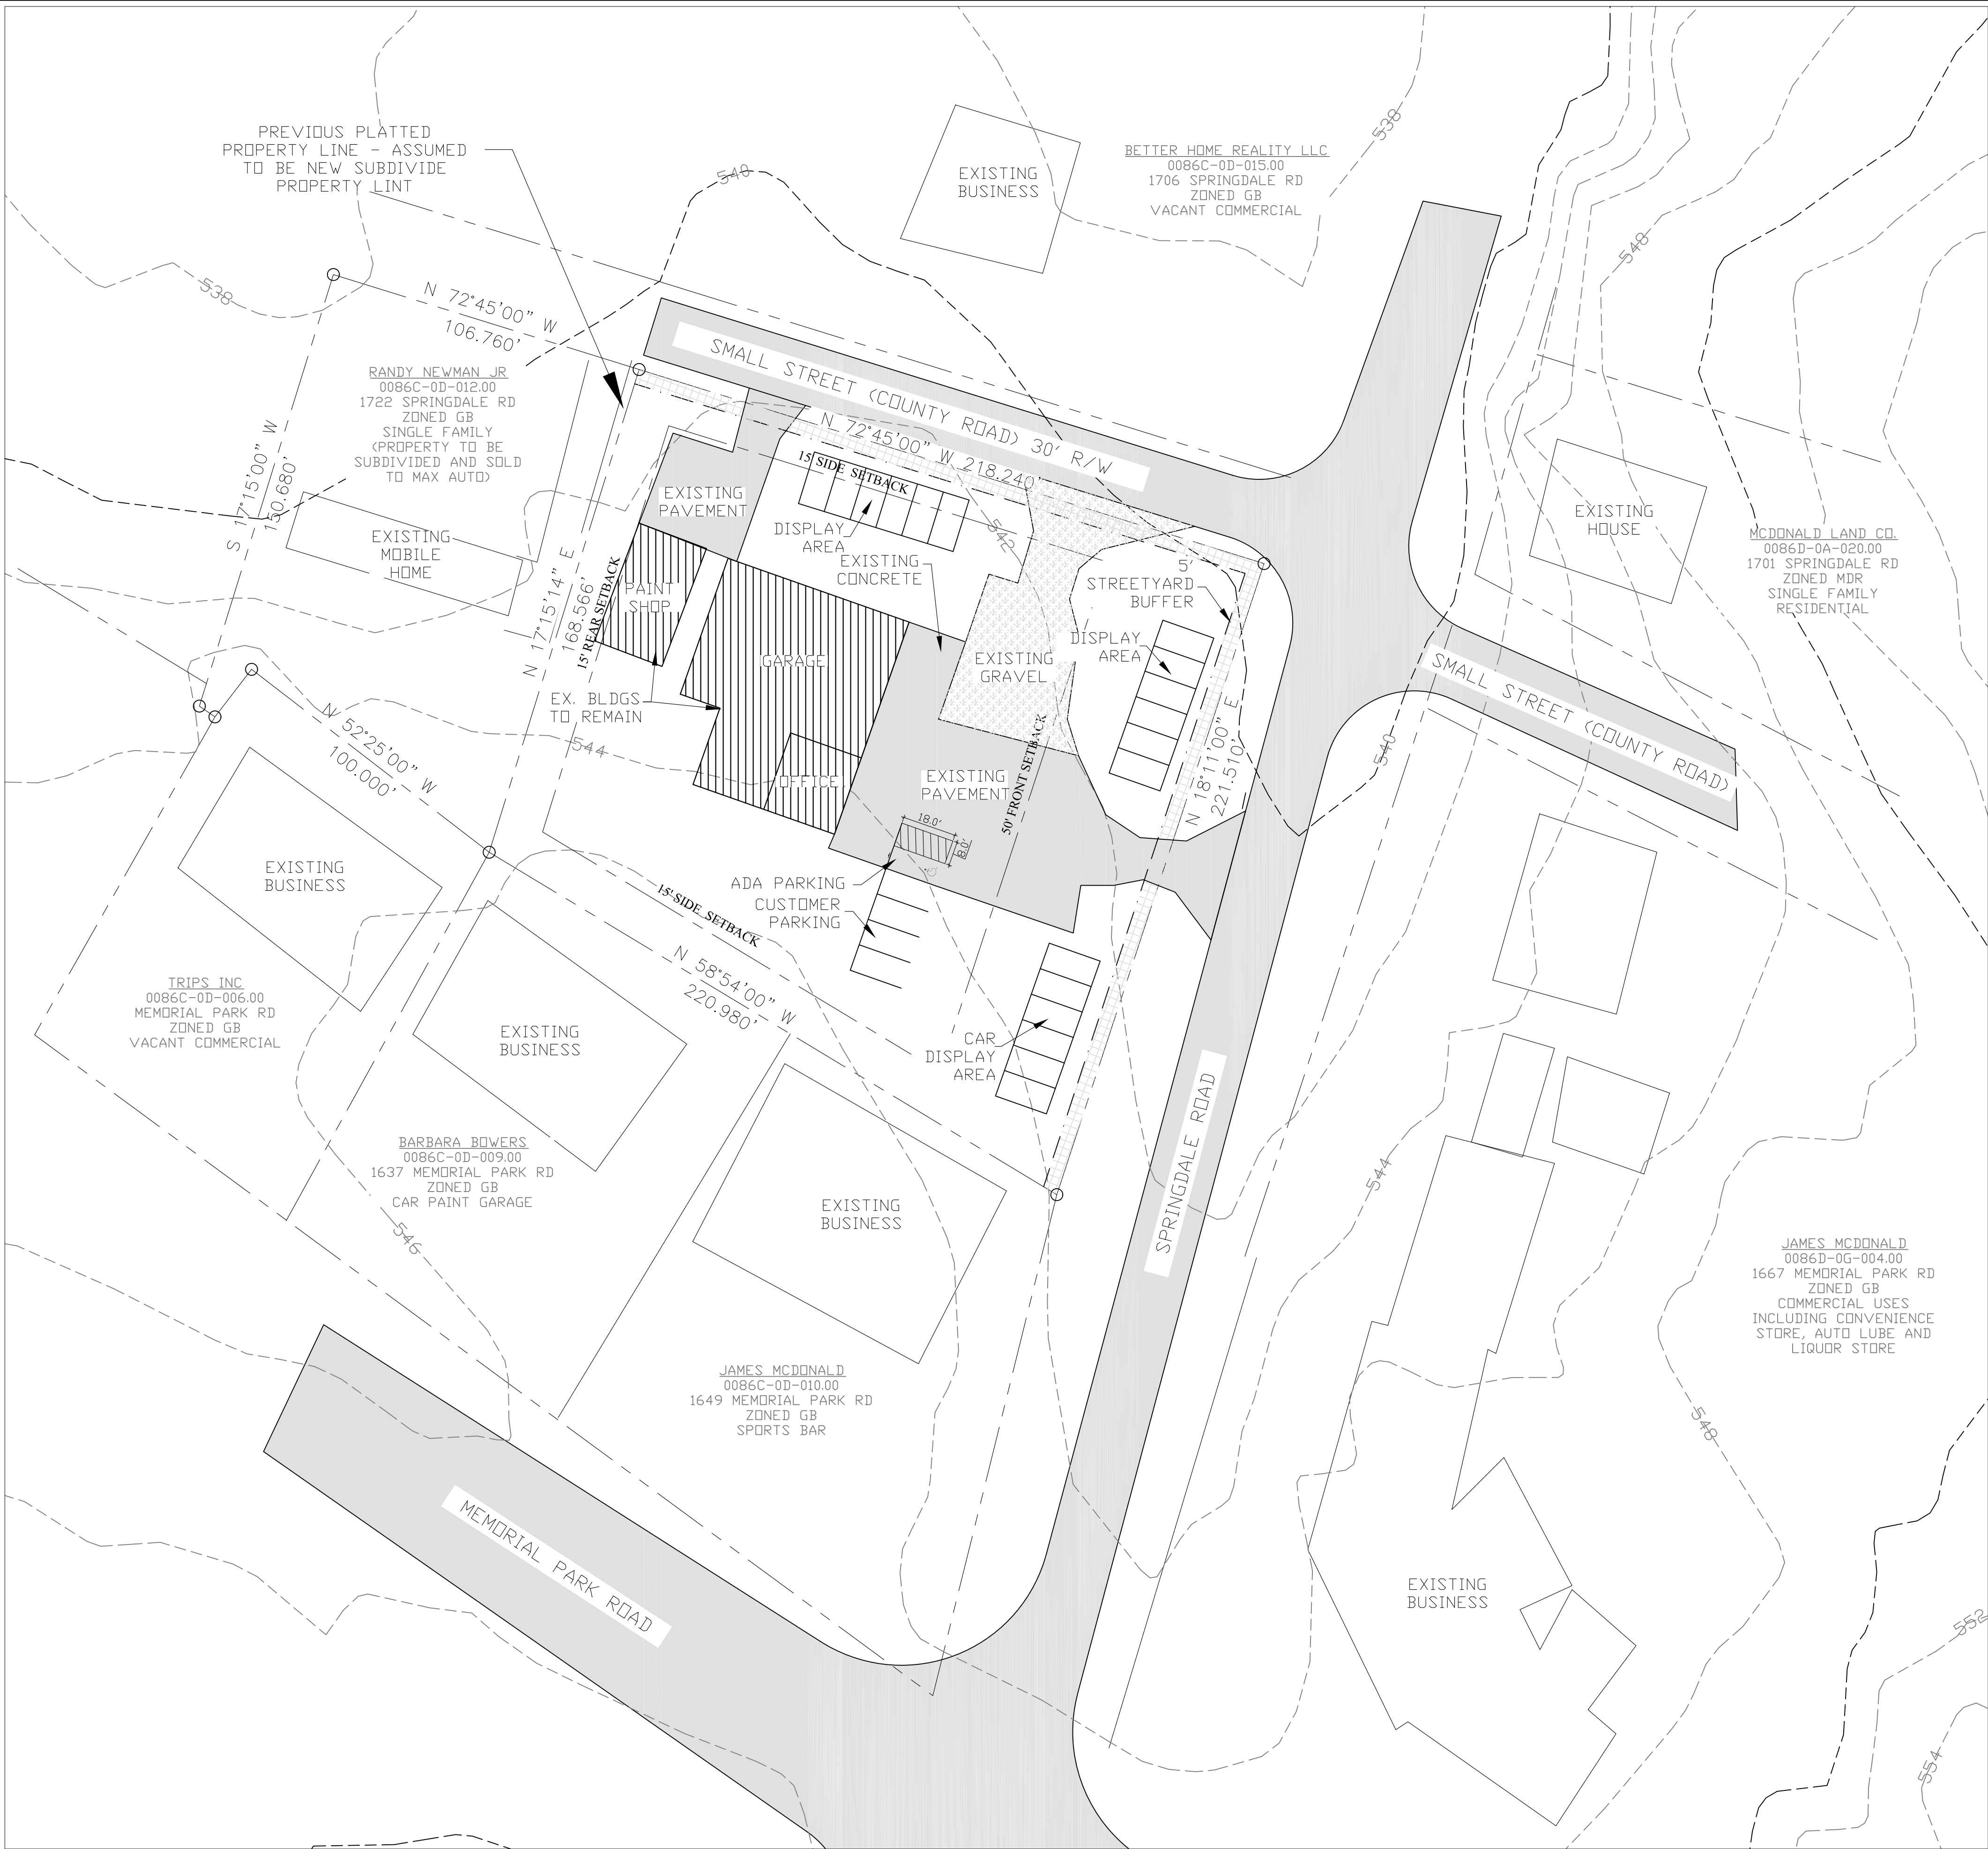 PREVIOUS PLATTED
PROPERTY LINE - ASSUMED
TO BE NEW SUBDIVIDE
PROPERTY LINT
540
EXISTING
BUSINESS
BETTER HOME REALITY LLC
0086C-0D-015.00
1706 SPRINGDALE RD
ZONED GB
VACANT COMMERCIAL
538
548
538
N 72°45'00" W
106.760'
RANDY NEWMAN JR
0086C-0D-012.00
1722 SPRINGDALE RD
ZONED GB
SINGLE FAMILY
(PROPERTY TO BE
SUBDIVIDED AND SOLD
TO MAX AUTO)
S 17°15'00" W
150.680'
EXISTING
MOBILE
HOME
SMALL STREET (COUNTY ROAD) 30' R/W
N 72°45'00" W 218.240'
15' SIDE SETBACK
EXISTING
PAVEMENT
DISPLAY
AREA
542
EXISTING
CONCRETE
5'
STREETYARD
BUFFER
EXISTING
HOUSE
MCDONALD LAND CO.
0086D-0A-020.00
1701 SPRINGDALE RD
ZONED MDR
SINGLE FAMILY
RESIDENTIAL
N 17°15'14" E
168.566'
15' REAR SETBACK
PAINT
SHOP
GARAGE
EXISTING
GRAVEL
DISPLAY
AREA
SMALL STREET (COUNTY ROAD)
EX. BLDGS
TO REMAIN
544
OFFICE
EXISTING
PAVEMENT
50' FRONT SETBACK
N 18°11'00" E
221.510'
540
N 52°25'00" W
100.000'
18.0'
8.0'
ADA PARKING
CUSTOMER
PARKING
EXISTING
BUSINESS
15' SIDE SETBACK
N 58°54'00" W
220.980'
TRIPS INC
0086C-0D-006.00
MEMORIAL PARK RD
ZONED GB
VACANT COMMERCIAL
EXISTING
BUSINESS
CAR
DISPLAY
AREA
SPRINGDALE ROAD
BARBARA BOWERS
0086C-0D-009.00
1637 MEMORIAL PARK RD
ZONED GB
CAR PAINT GARAGE
546
EXISTING
BUSINESS
544
JAMES MCDONALD
0086D-0G-004.00
1667 MEMORIAL PARK RD
ZONED GB
COMMERCIAL USES
INCLUDING CONVENIENCE
STORE, AUTO LUBE AND
LIQUOR STORE
JAMES MCDONALD
0086C-0D-010.00
1649 MEMORIAL PARK RD
ZONED GB
SPORTS BAR
548
MEMORIAL PARK ROAD
EXISTING
BUSINESS
552
554